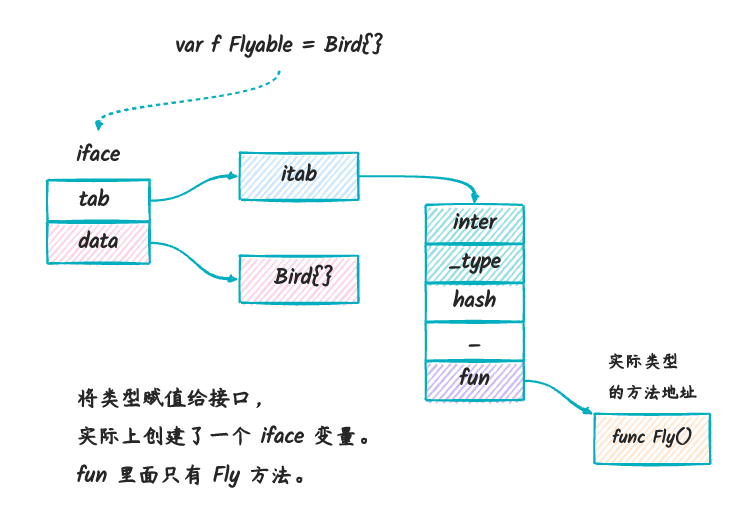 var f Flyable = Bird{}
iface
tab
data
itab
Bird{}
inter
_type
hash
_
fun
实际类型
的方法地址
func Fly()
将类型赋值给接口，
实际上创建了一个 iface 变量。
fun 里面只有 Fly 方法。